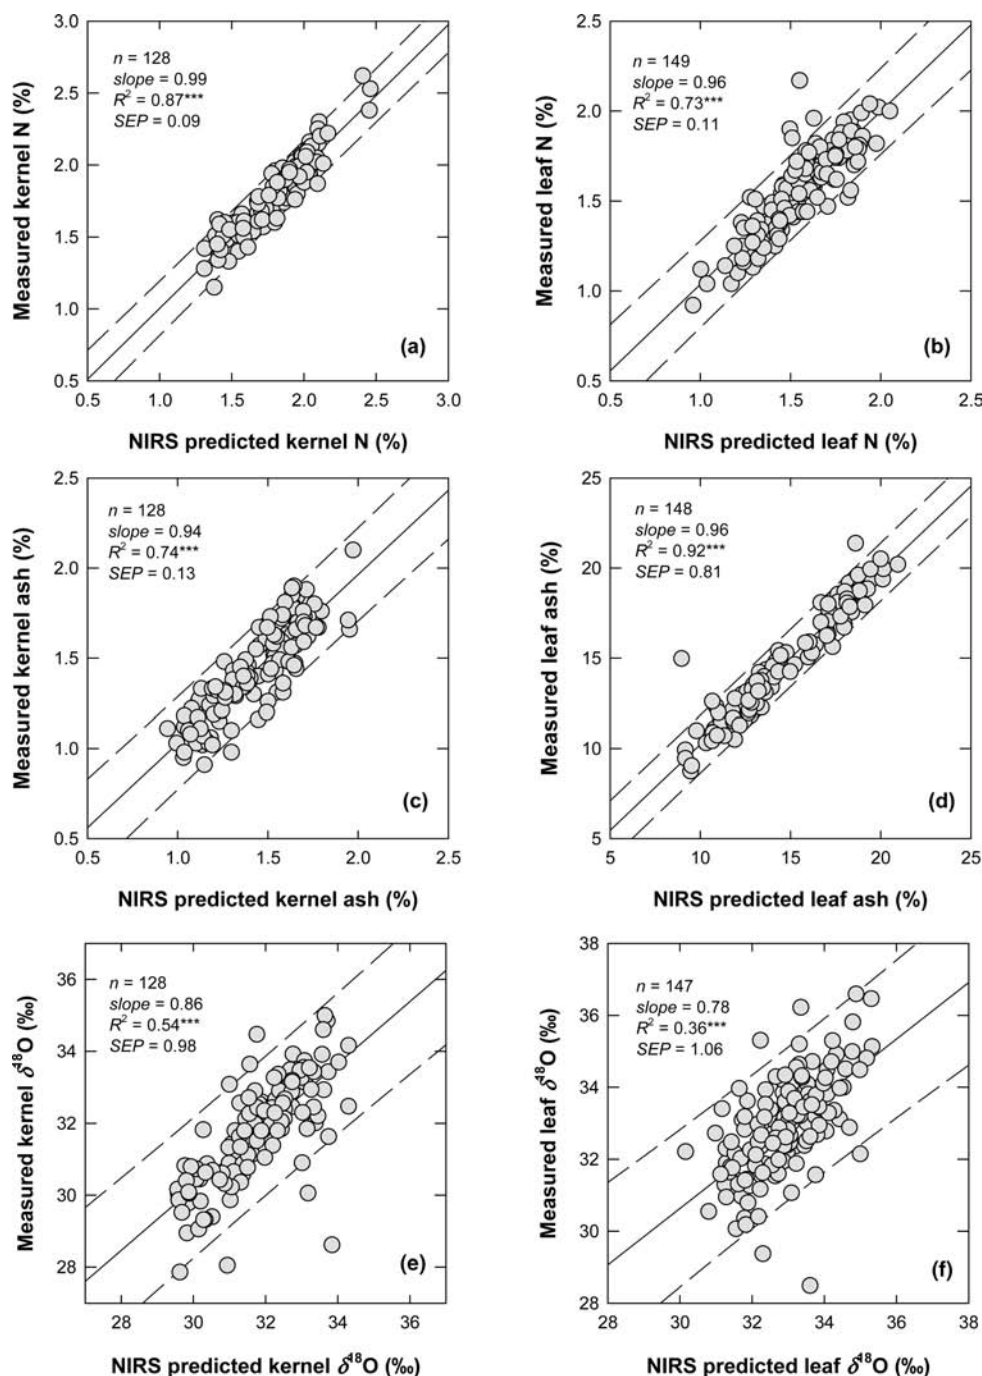 3.0
2.5
2.0
1.5
1.0
0.5
Measured kernel N (%)
n = 128
slope = 0.99
R² = 0.87***
SEP = 0.09
(a)
0.5 1.0 1.5 2.0 2.5 3.0
NIRS predicted kernel N (%)
2.5
2.0
1.5
1.0
0.5
Measured leaf N (%)
n = 149
slope = 0.96
R² = 0.73***
SEP = 0.11
(b)
0.5 1.0 1.5 2.0 2.5
NIRS predicted leaf N (%)
2.5
2.0
1.5
1.0
0.5
Measured kernel ash (%)
n = 128
slope = 0.94
R² = 0.74***
SEP = 0.13
(c)
0.5 1.0 1.5 2.0 2.5
NIRS predicted kernel ash (%)
25
20
15
10
5
Measured leaf ash (%)
n = 148
slope = 0.96
R² = 0.92***
SEP = 0.81
(d)
5 10 15 20 25
NIRS predicted leaf ash (%)
36
34
32
30
28
Measured kernel δ¹⁸O (‰)
n = 128
slope = 0.86
R² = 0.54***
SEP = 0.98
(e)
28 30 32 34 36
NIRS predicted kernel δ¹⁸O (‰)
38
36
34
32
30
28
Measured leaf δ¹⁸O (‰)
n = 147
slope = 0.78
R² = 0.36***
SEP = 1.06
(f)
28 30 32 34 36 38
NIRS predicted leaf δ¹⁸O (‰)